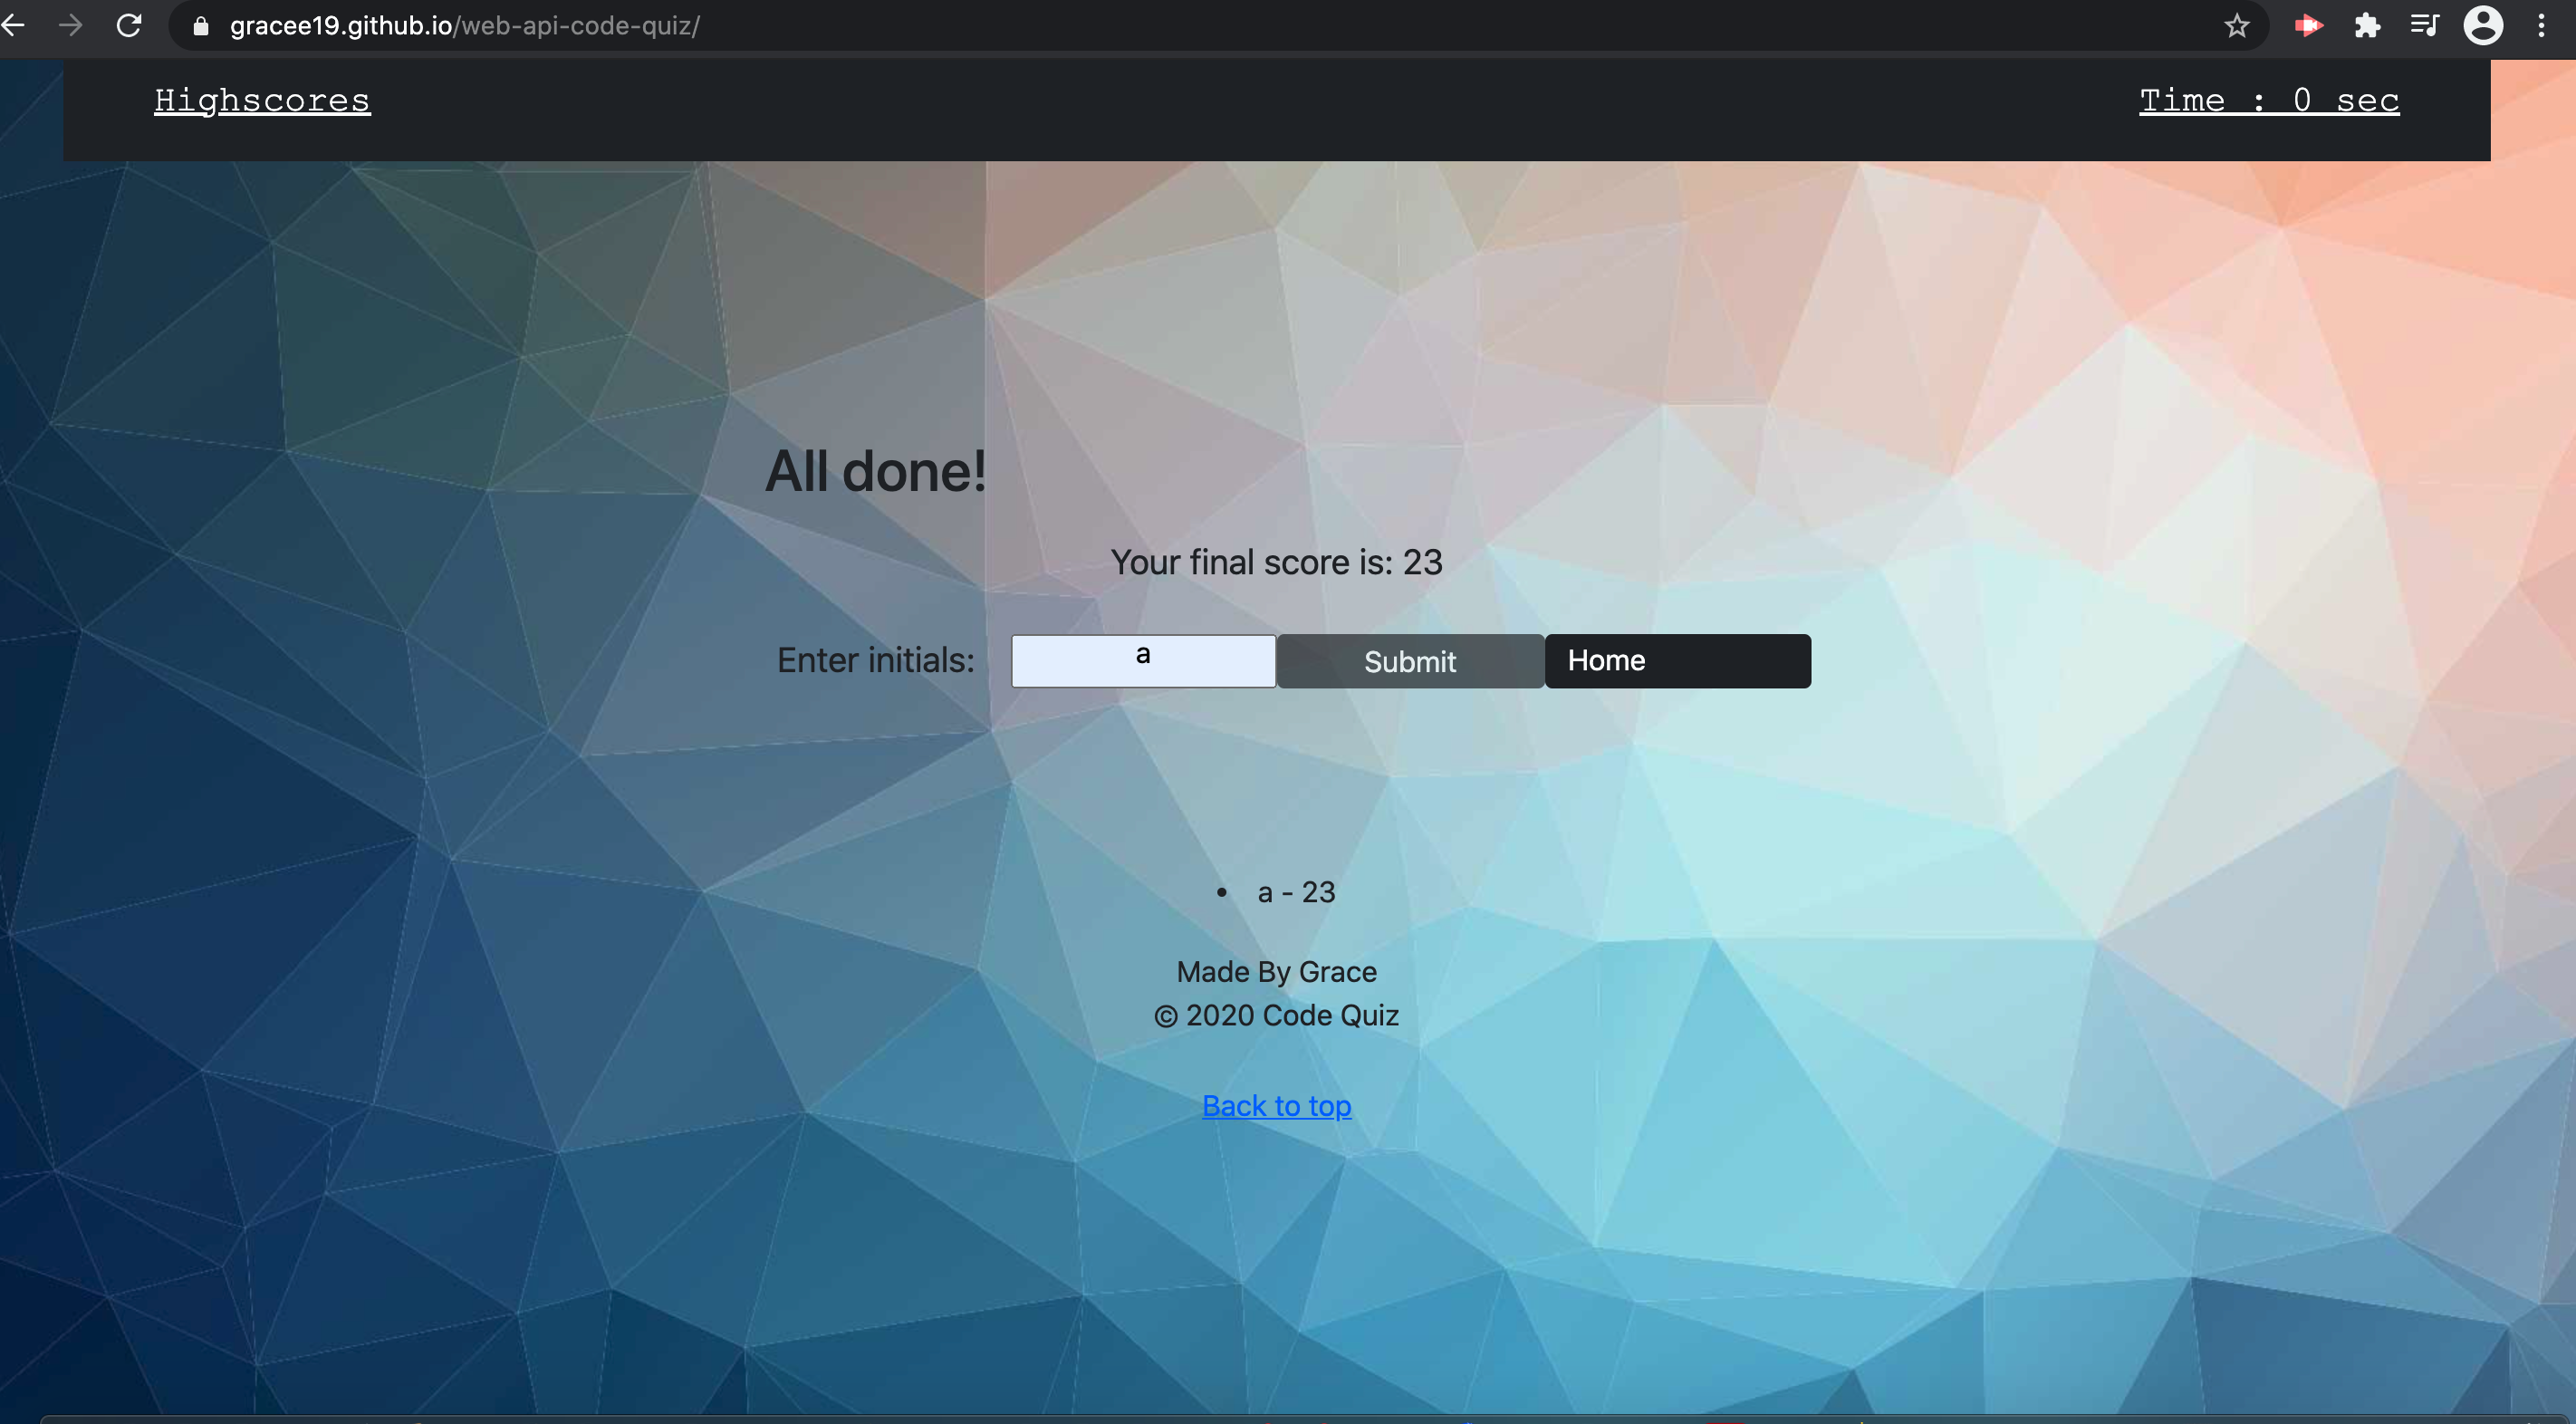 gracee19.github.io/web-api-code-quiz/
Highscores
Time : 0 sec
All done!
Your final score is: 23
Enter initials:
a
Submit
Home
• a - 23
Made By Grace
© 2020 Code Quiz
Back to top